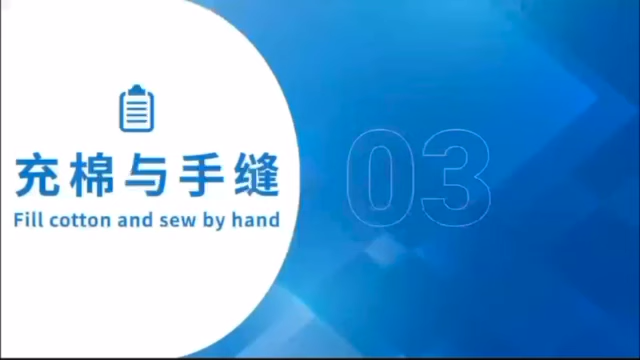 充棉与手缝
Fill cotton and sew by hand
03